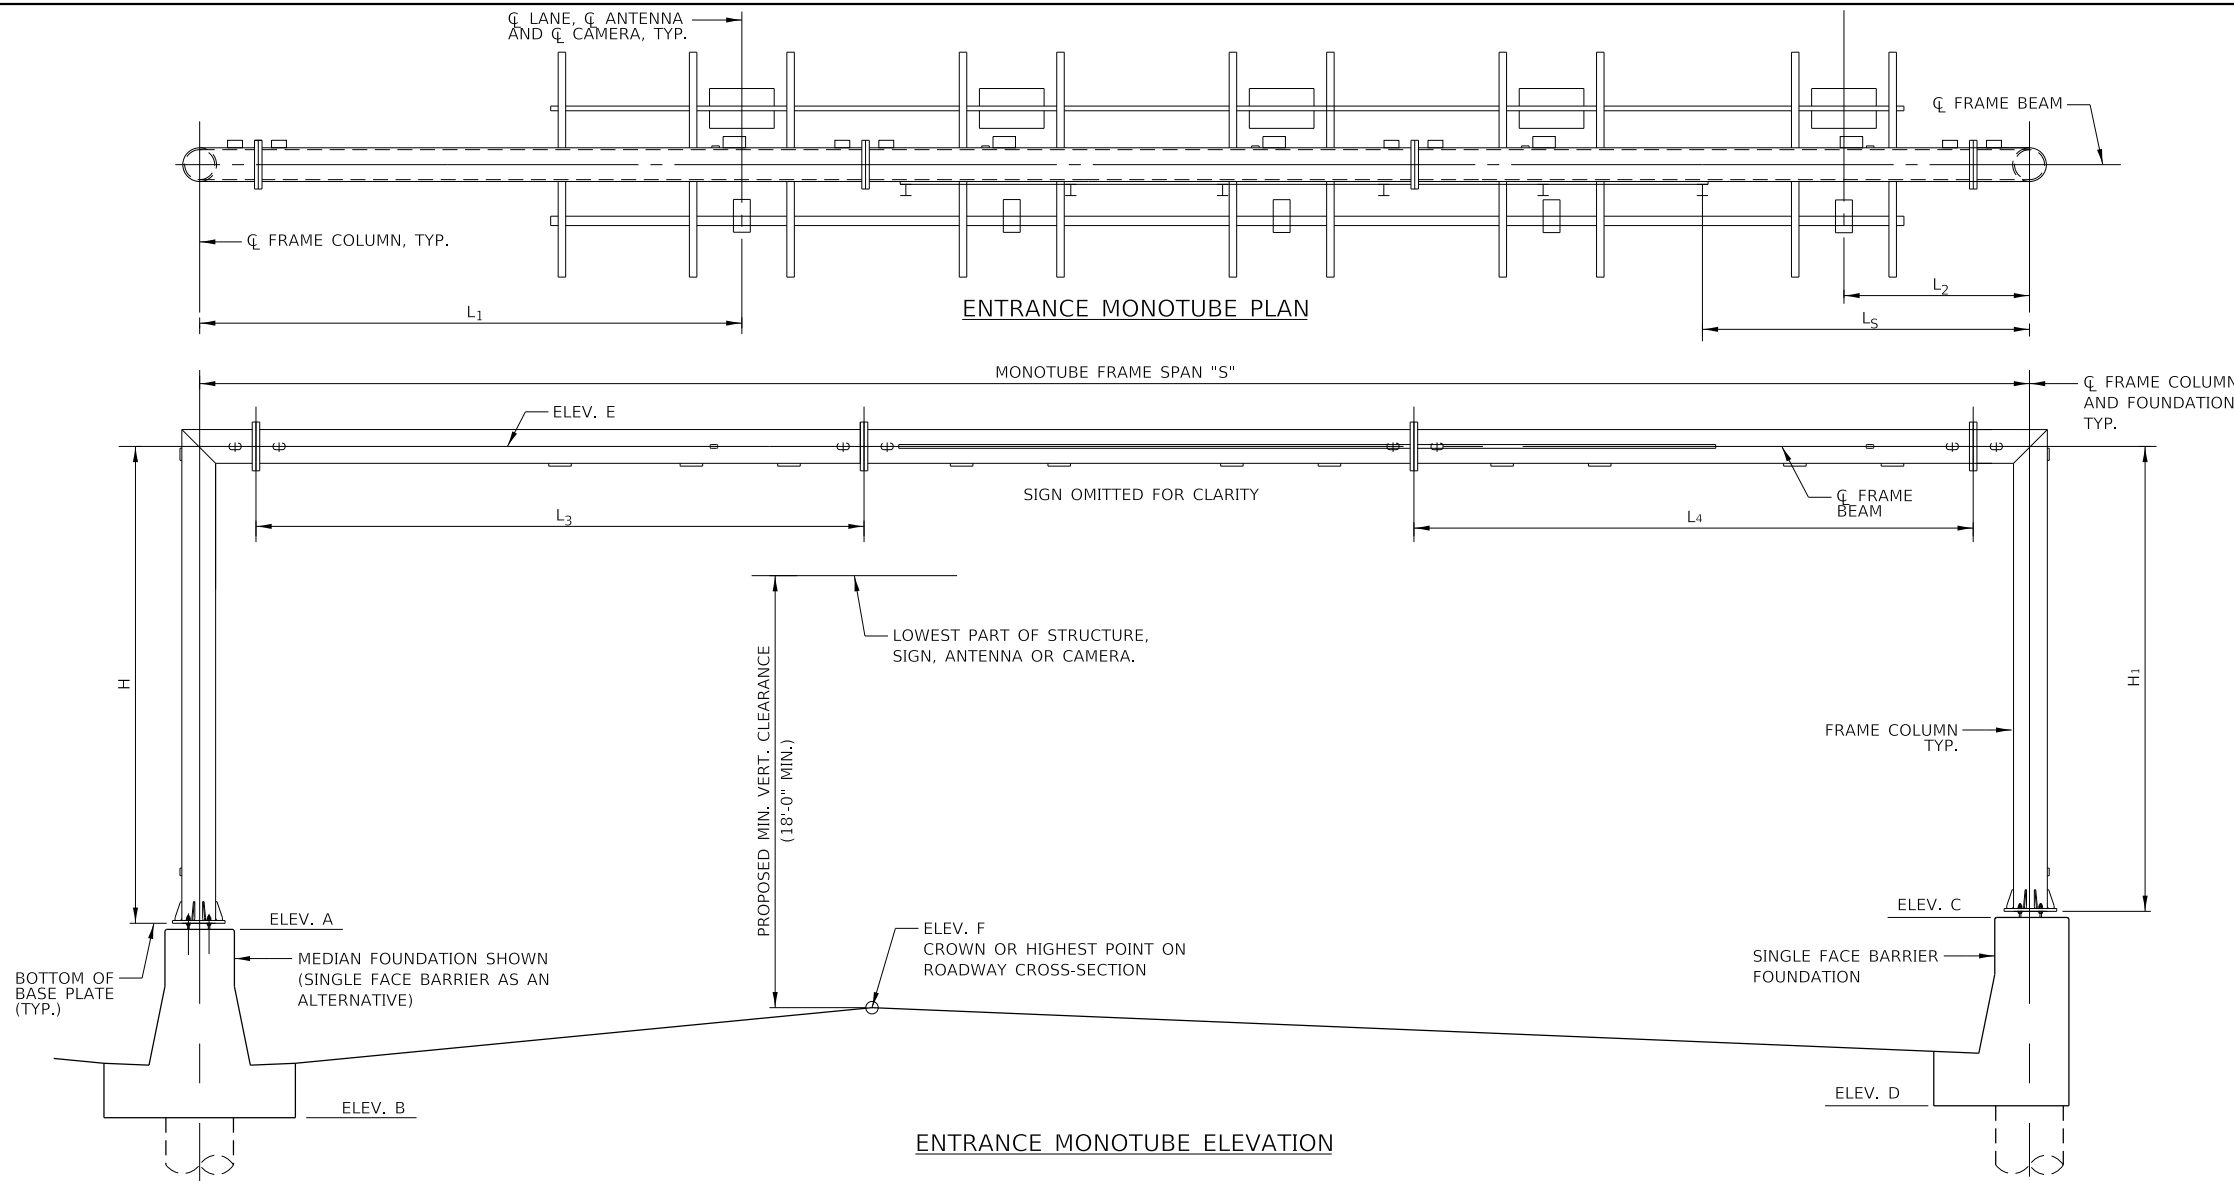 ℄ LANE, ℄ ANTENNA
AND ℄ CAMERA, TYP.
℄ FRAME BEAM
℄ FRAME COLUMN, TYP.
L1
L2
LS
ENTRANCE MONOTUBE PLAN
MONOTUBE FRAME SPAN "S"
℄ FRAME COLUMN
AND FOUNDATION
TYP.
ELEV. E
SIGN OMITTED FOR CLARITY
℄ FRAME
BEAM
L3
L4
LOWEST PART OF STRUCTURE,
SIGN, ANTENNA OR CAMERA.
H
PROPOSED MIN. VERT. CLEARANCE
(18'-0" MIN.)
H1
FRAME COLUMN
TYP.
ELEV. A
ELEV. C
MEDIAN FOUNDATION SHOWN
(SINGLE FACE BARRIER AS AN
ALTERNATIVE)
BOTTOM OF
BASE PLATE
(TYP.)
ELEV. F
CROWN OR HIGHEST POINT ON
ROADWAY CROSS-SECTION
SINGLE FACE BARRIER
FOUNDATION
ELEV. B
ELEV. D
ENTRANCE MONOTUBE ELEVATION